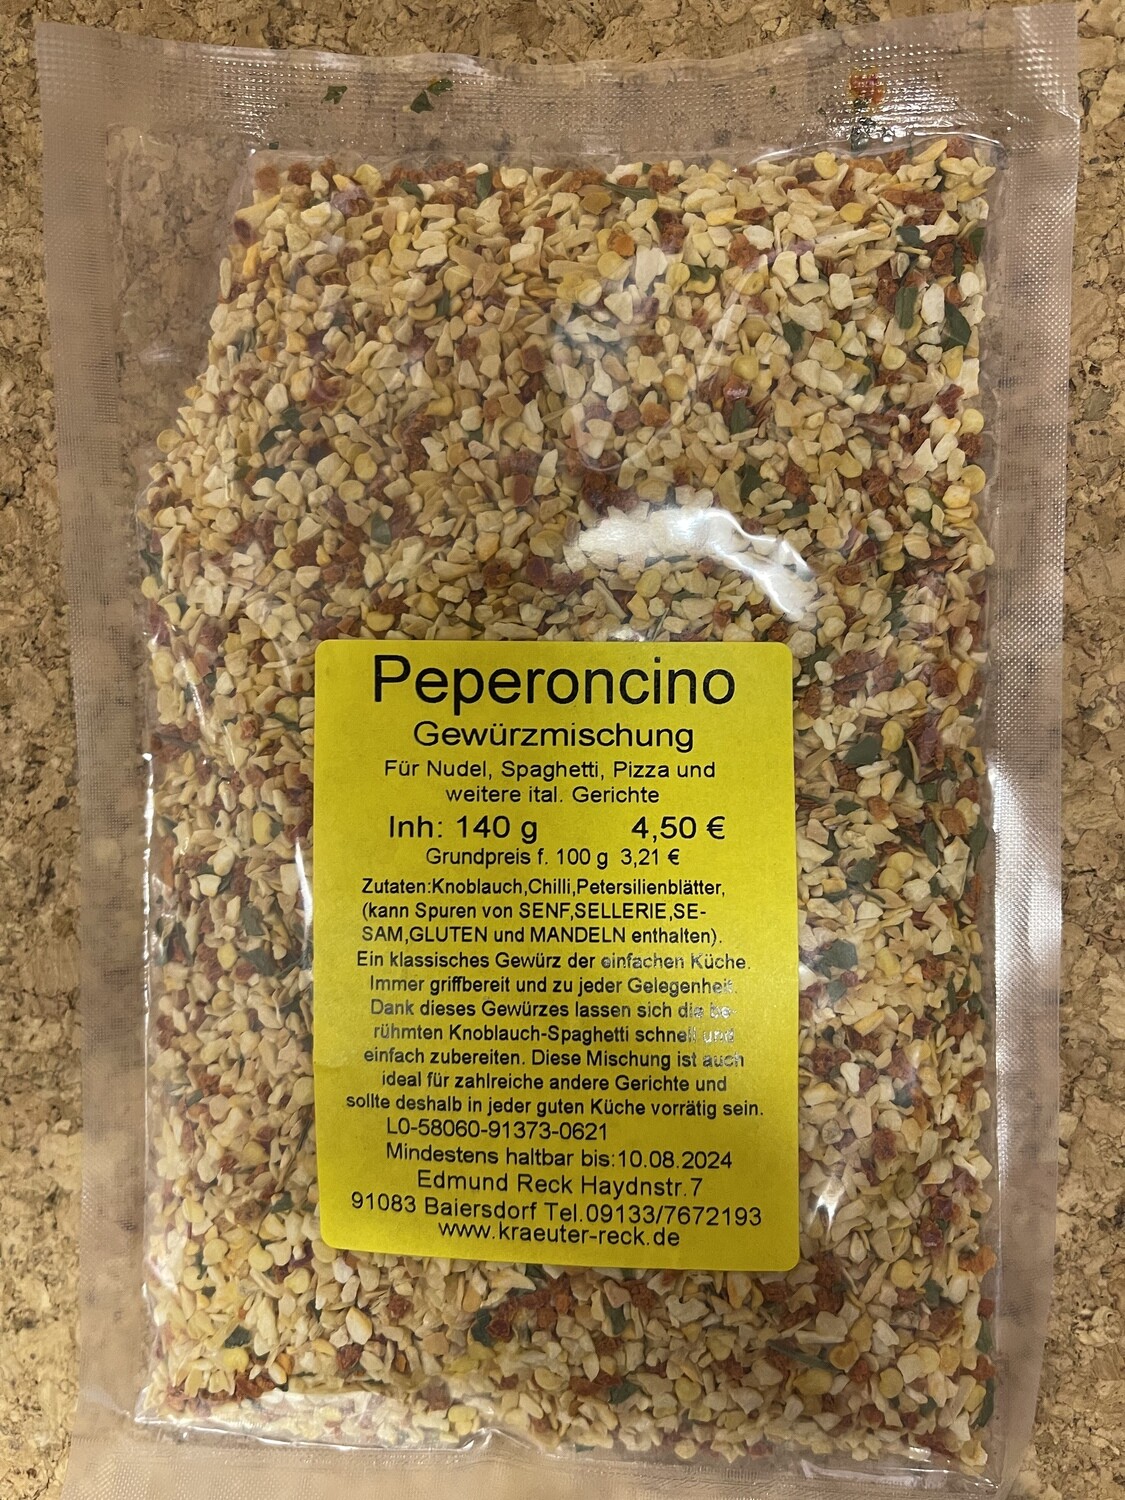 Peperoncino
Gewürzmischung
Für Nudel, Spaghetti, Pizza und
weitere ital. Gerichte
Inh: 140 g 4,50 €
Grundpreis f. 100 g 3,21 €
Zutaten:Knoblauch,Chilli,Petersilienblätter,
(kann Spuren von SENF,SELLERIE,SE-
SAM,GLUTEN und MANDELN enthalten).
Ein klassisches Gewürz der einfachen Küche.
Immer griffbereit und zu jeder Gelegenheit.
Dank dieses Gewürzes lassen sich die be-
rühmten Knoblauch-Spaghetti schnell und
einfach zubereiten. Diese Mischung ist auch
ideal für zahlreiche andere Gerichte und
sollte deshalb in jeder guten Küche vorrätig sein.
L0-58060-91373-0621
Mindestens haltbar bis:10.08.2024
Edmund Reck Haydnstr.7
91083 Baiersdorf Tel.09133/7672193
www.kraeuter-reck.de